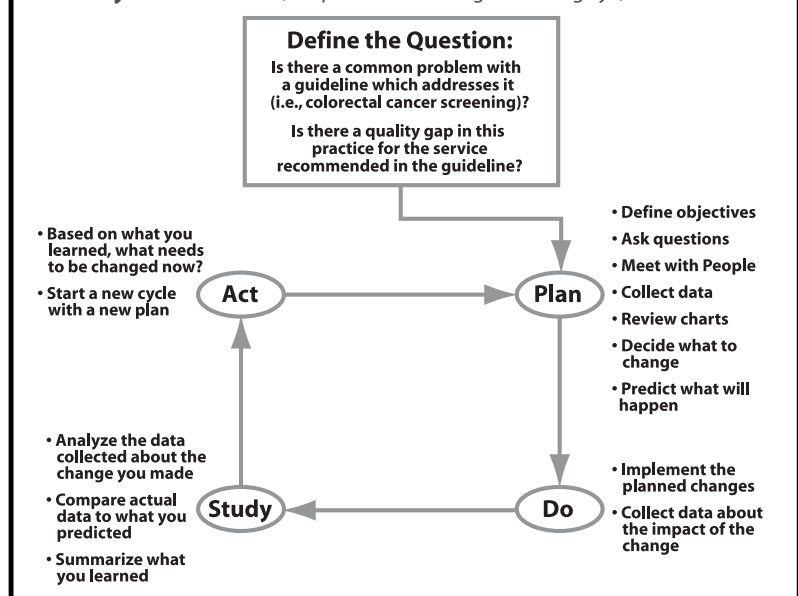 Define the Question:
Is there a common problem with
a guideline which addresses it
(i.e., colorectal cancer screening)?
Is there a quality gap in this
practice for the service
recommended in the guideline?
• Based on what you
learned, what needs
to be changed now?
• Start a new cycle
with a new plan
Act
Plan
• Define objectives
• Ask questions
• Meet with People
• Collect data
• Review charts
• Decide what to
change
• Predict what will
happen
• Analyze the data
collected about the
change you made
• Compare actual
data to what you
predicted
• Summarize what
you learned
Study
Do
• Implement the
planned changes
• Collect data about
the impact of the
change